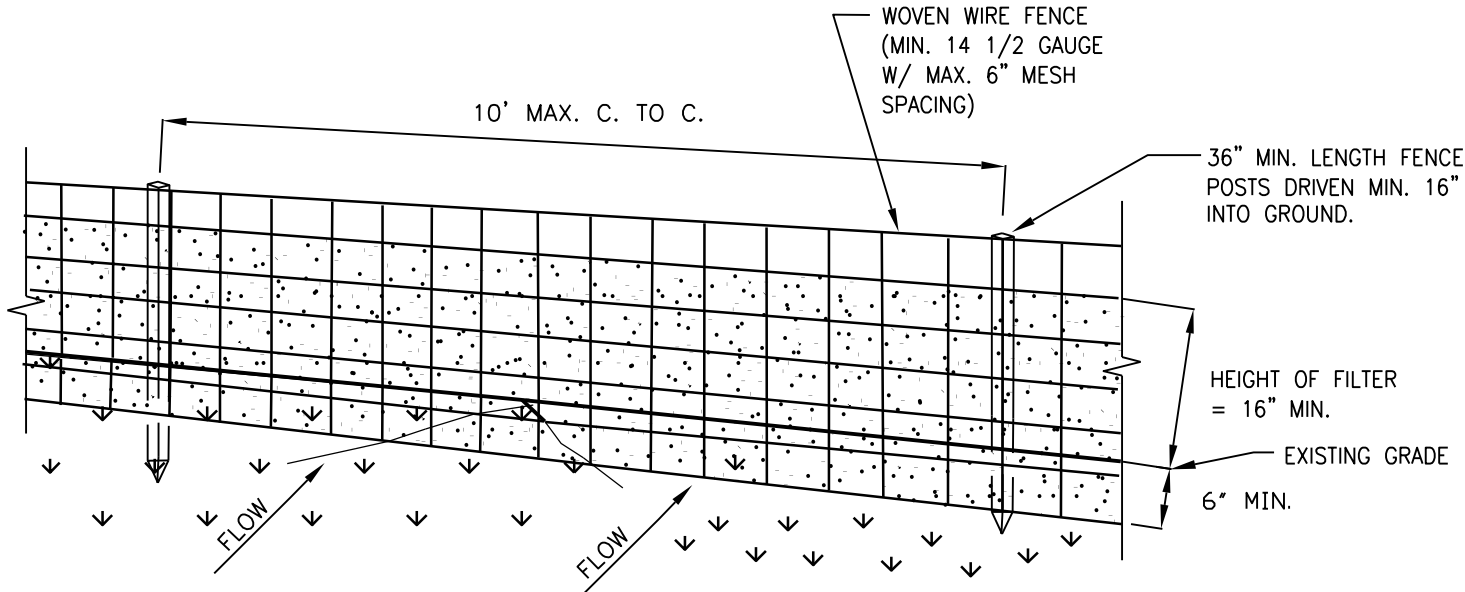 WOVEN WIRE FENCE
(MIN. 14 1/2 GAUGE
W/ MAX. 6" MESH
SPACING)
10' MAX. C. TO C.
36" MIN. LENGTH FENCE
POSTS DRIVEN MIN. 16"
INTO GROUND.
HEIGHT OF FILTER
= 16" MIN.
EXISTING GRADE
6" MIN.
FLOW
FLOW